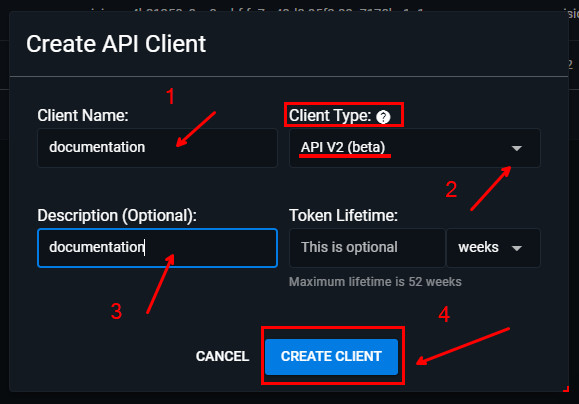 Create API Client
1
Client Name:
Client Type: ?
documentation
API V2 (beta)
2
Description (Optional):
Token Lifetime:
documentation
This is optional
weeks
Maximum lifetime is 52 weeks
3
4
CANCEL
CREATE CLIENT